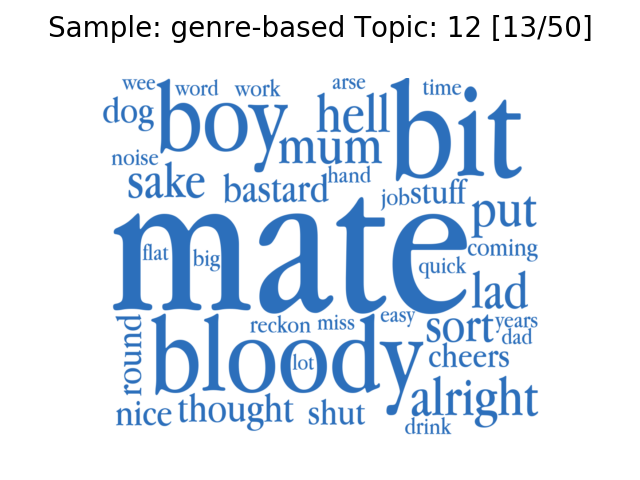 Sample: genre-based Topic: 12 [13/50]
wee word work arse time
dog boy hell bit
noise mum
sake bastard hand job stuff
mate put
flat big quick coming
lad
round bloody reckon miss easy sort years
lot dad
cheers
nice thought shut alright
drink